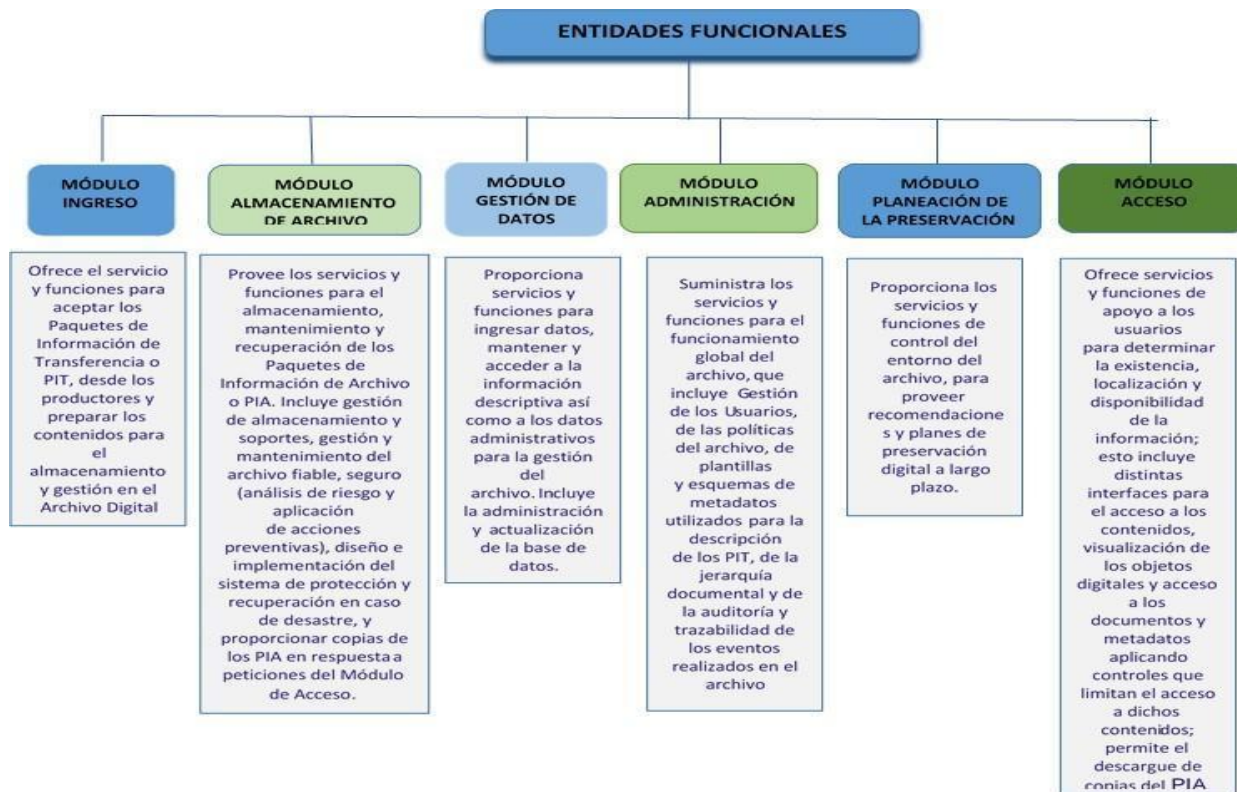 ENTIDADES FUNCIONALES
MÓDULO
INGRESO
Ofrece el servicio
y funciones para
aceptar los
Paquetes de
Información de
Transferencia o
PIT, desde los
productores y
preparar los
contenidos para
el
almacenamiento
y gestión en el
Archivo Digital
MÓDULO
ALMACENAMIENTO
DE ARCHIVO
Provee los servicios y
funciones para el
almacenamiento,
mantenimiento y
recuperación de los
Paquetes de
Información de Archivo
o PIA. Incluye gestión
de almacenamiento y
soportes, gestión y
mantenimiento del
archivo fiable, seguro
(análisis de riesgo y
aplicación
de acciones
preventivas), diseño e
implementación del
sistema de protección y
recuperación en caso
de desastre, y
proporcionar copias de
los PIA en respuesta a
peticiones del Módulo
de Acceso.
MÓDULO
GESTIÓN DE
DATOS
Proporciona
servicios y
funciones para
ingresar datos,
mantener y
acceder a la
información
descriptiva así
como a los datos
administrativos
para la gestión
del
archivo. Incluye
la administración
y actualización
de la base de
datos.
MÓDULO
ADMINISTRACIÓN
Suministra los
servicios y
funciones para el
funcionamiento
global del
archivo, que
incluye Gestión
de los Usuarios,
de las políticas
del archivo, de
plantillas
y esquemas de
metadatos
utilizados para la
descripción
de los PIT, de la
jerarquía
documental y de
la auditoría y
trazabilidad de
los eventos
realizados en el
archivo
MÓDULO
PLANEACIÓN DE
LA PRESERVACIÓN
Proporciona los
servicios y
funciones de
control del
entorno del
archivo, para
proveer
recomendacione
s y planes de
preservación
digital a largo
plazo.
MÓDULO
ACCESO
Ofrece servicios
y funciones de
apoyo a los
usuarios
para determinar
la existencia,
localización y
disponibilidad
de la
información;
esto incluye
distintas
interfaces para
el acceso a los
contenidos,
visualización de
los objetos
digitales y acceso
a los
documentos y
metadatos
aplicando
controles que
limitan el acceso
a dichos
contenidos;
permite el
descargue de
copias del PIA